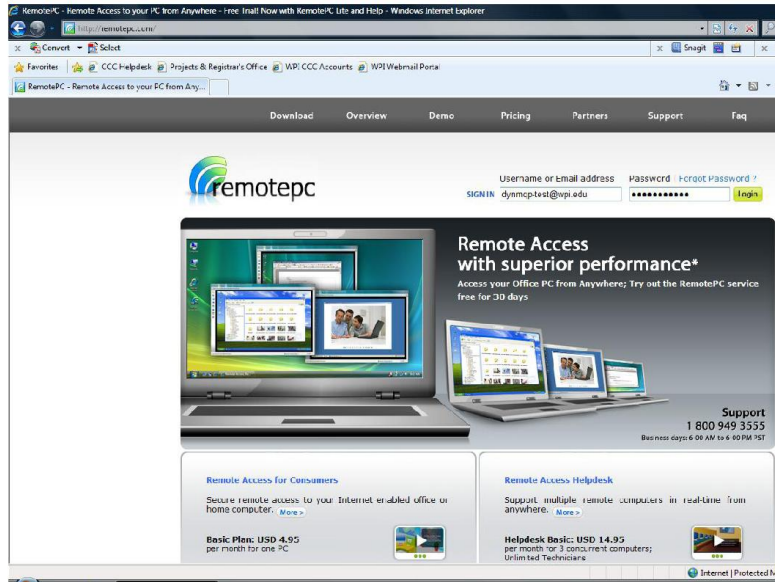 RemotePC - Remote Access to your PC from Anywhere - Free Trial! Now with RemotePC Lite and Help - Windows Internet Explorer
http://remotepc.com/
x Convert Select
x Snagit x
Favorites CCC Helpdesk Projects & Registrar's Office WPI CCC Accounts WPI Webmail Portal
RemotePC - Remote Access to your PC from Any...
Download Overview Demo Pricing Partners Support Faq
remotepc
Username or Email address Password | Forgot Password ?
SIGN IN dynmcp-test@wpi.edu ●●●●●●●●●●● Login
Remote Access
with superior performance*
Access your Office PC from Anywhere; Try out the RemotePC service
free for 30 days
Support
1 800 949 3555
Business days: 6:00 AM to 6:00 PM PST
Remote Access for Consumers
Secure remote access to your Internet enabled office or
home computer. More >
Basic Plan: USD 4.95
per month for one PC
Remote Access Helpdesk
Support multiple remote computers in real-time from
anywhere. More >
Helpdesk Basic: USD 14.95
per month for 3 concurrent computers;
Unlimited Technicians
Internet | Protected M